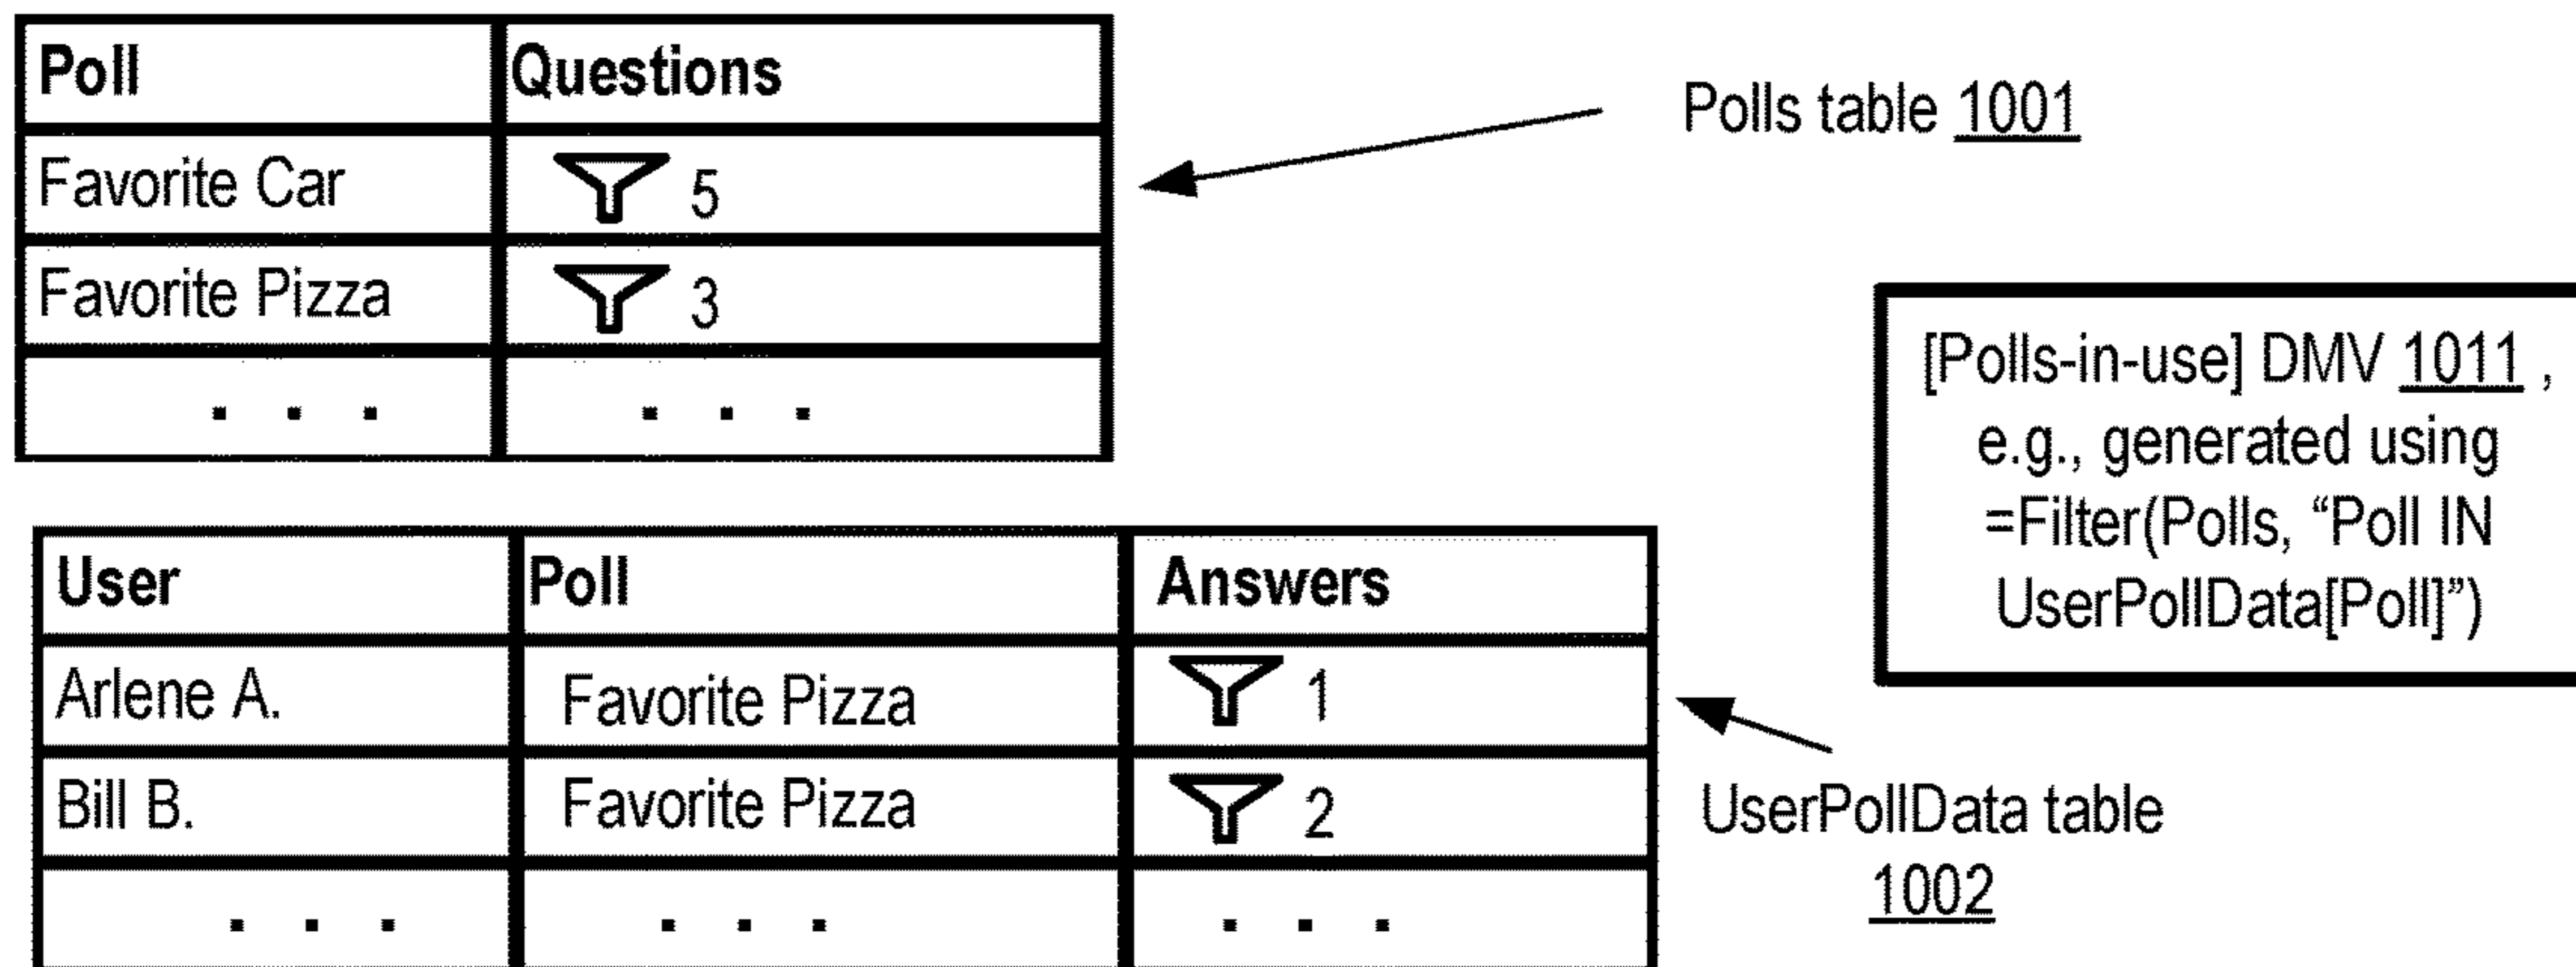 Poll Questions
Favorite Car 5
Favorite Pizza 3
. . . . . .
Polls table 1001
[Polls-in-use] DMV 1011 ,
e.g., generated using
=Filter(Polls, “Poll IN
UserPollData[Poll]”)
User Poll Answers
Arlene A. Favorite Pizza 1
Bill B. Favorite Pizza 2
. . . . . . . . .
UserPollData table
1002